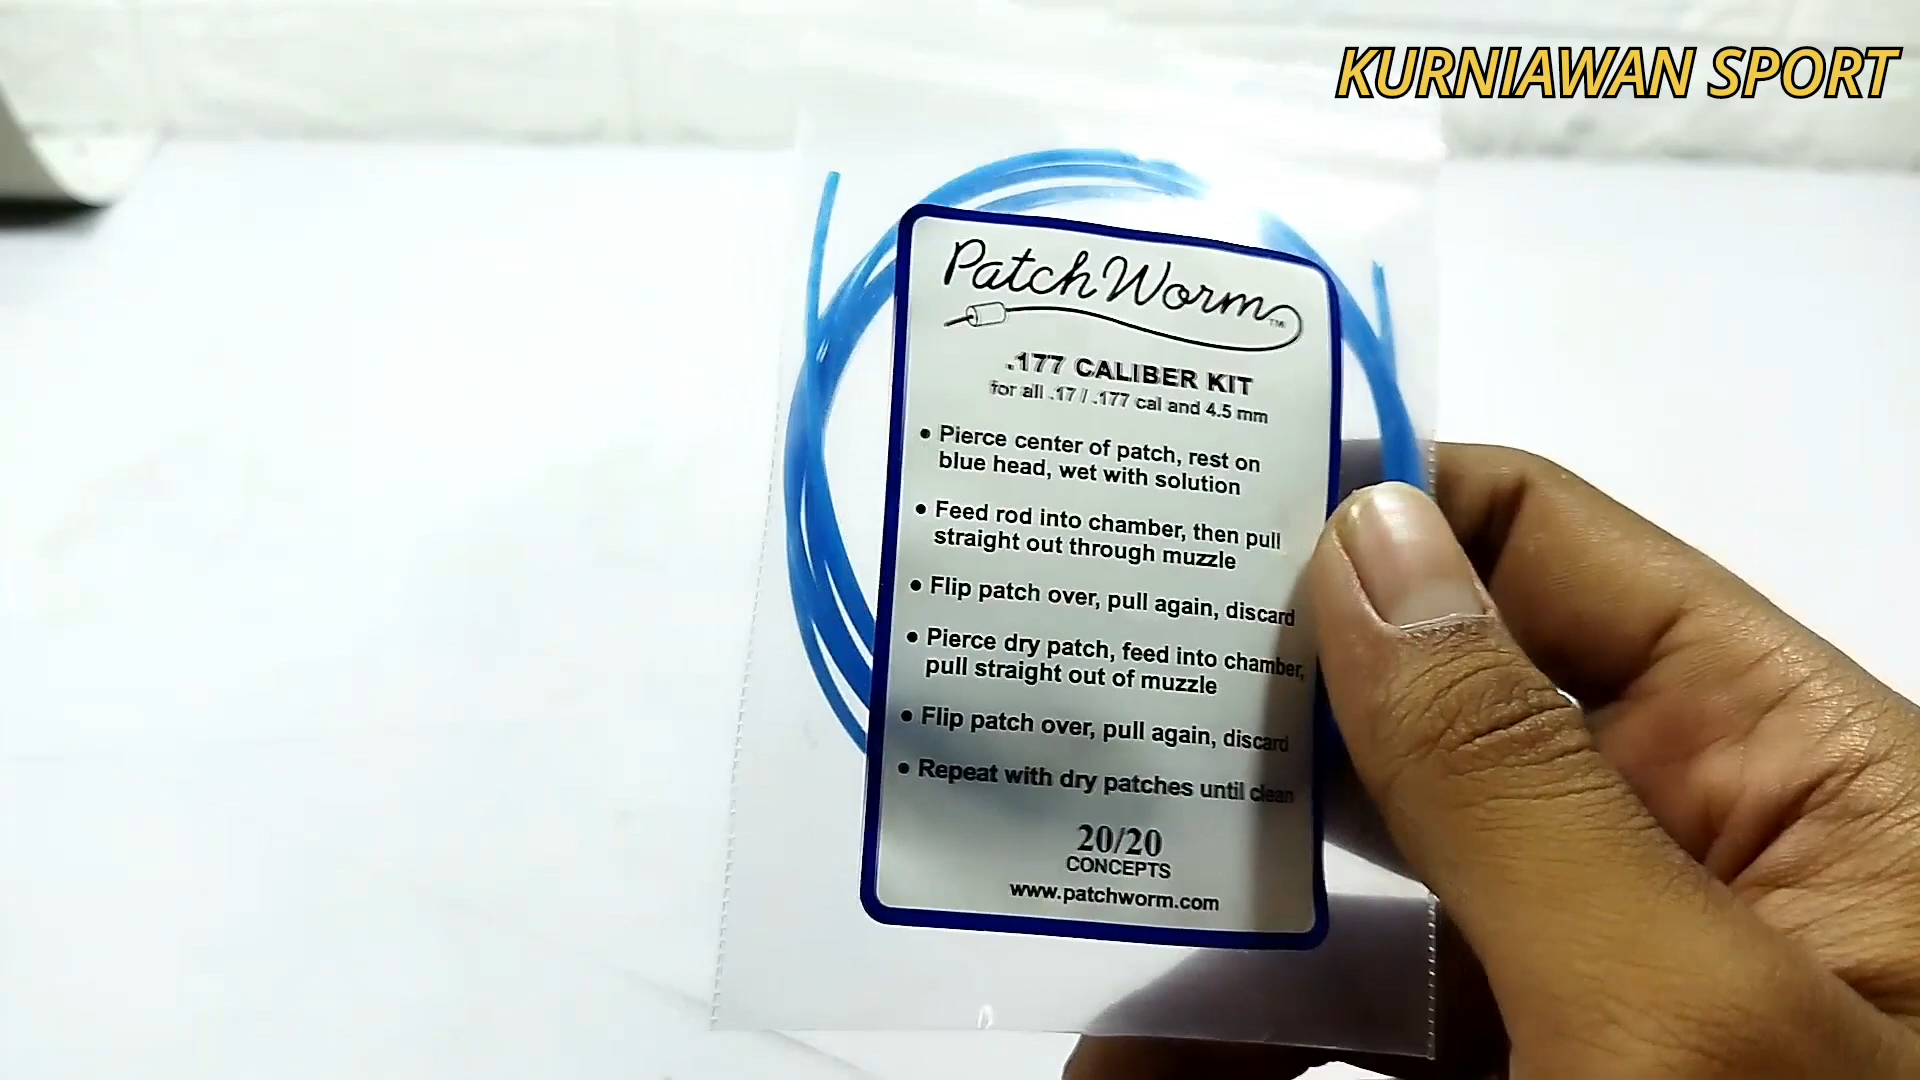 KURNIAWAN SPORT
Patch Worm™
.177 CALIBER KIT
for all .17 / .177 cal and 4.5 mm
• Pierce center of patch, rest on
blue head, wet with solution
• Feed rod into chamber, then pull
straight out through muzzle
• Flip patch over, pull again, discard
• Pierce dry patch, feed into chamber,
pull straight out of muzzle
• Flip patch over, pull again, discard
• Repeat with dry patches until clean
20/20
CONCEPTS
www.patchworm.com